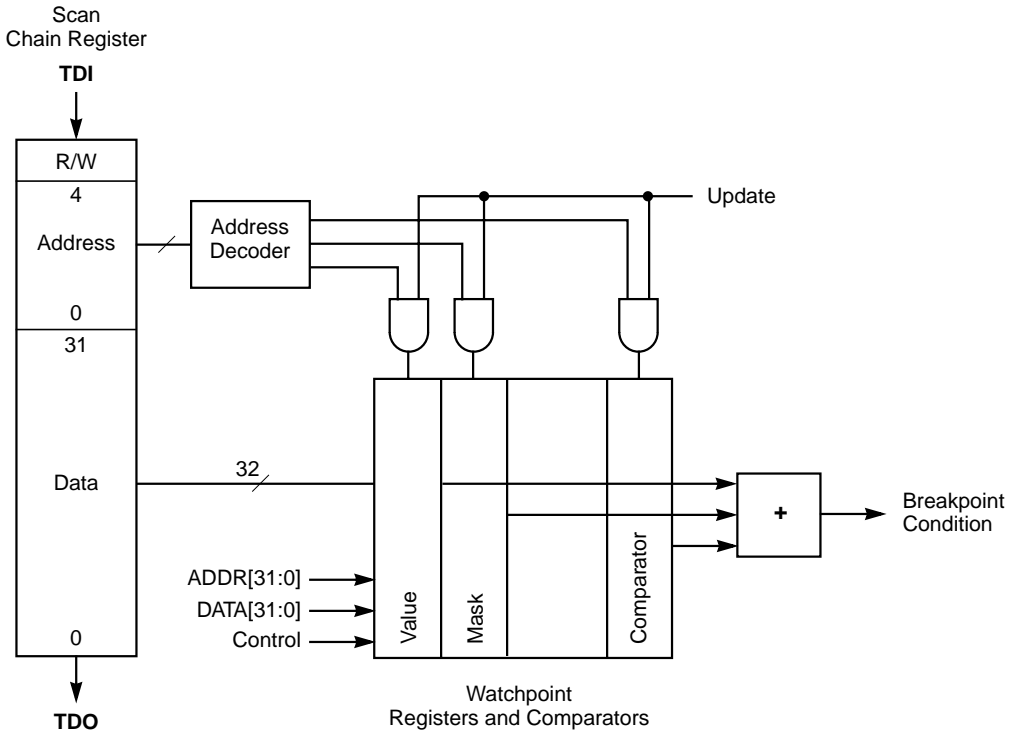 Scan
Chain Register
TDI
R/W
4
Address
0
31
Data
0
TDO
Address
Decoder
Update
32
ADDR[31:0]
DATA[31:0]
Control
Value
Mask
Comparator
+
Breakpoint
Condition
Watchpoint
Registers and Comparators